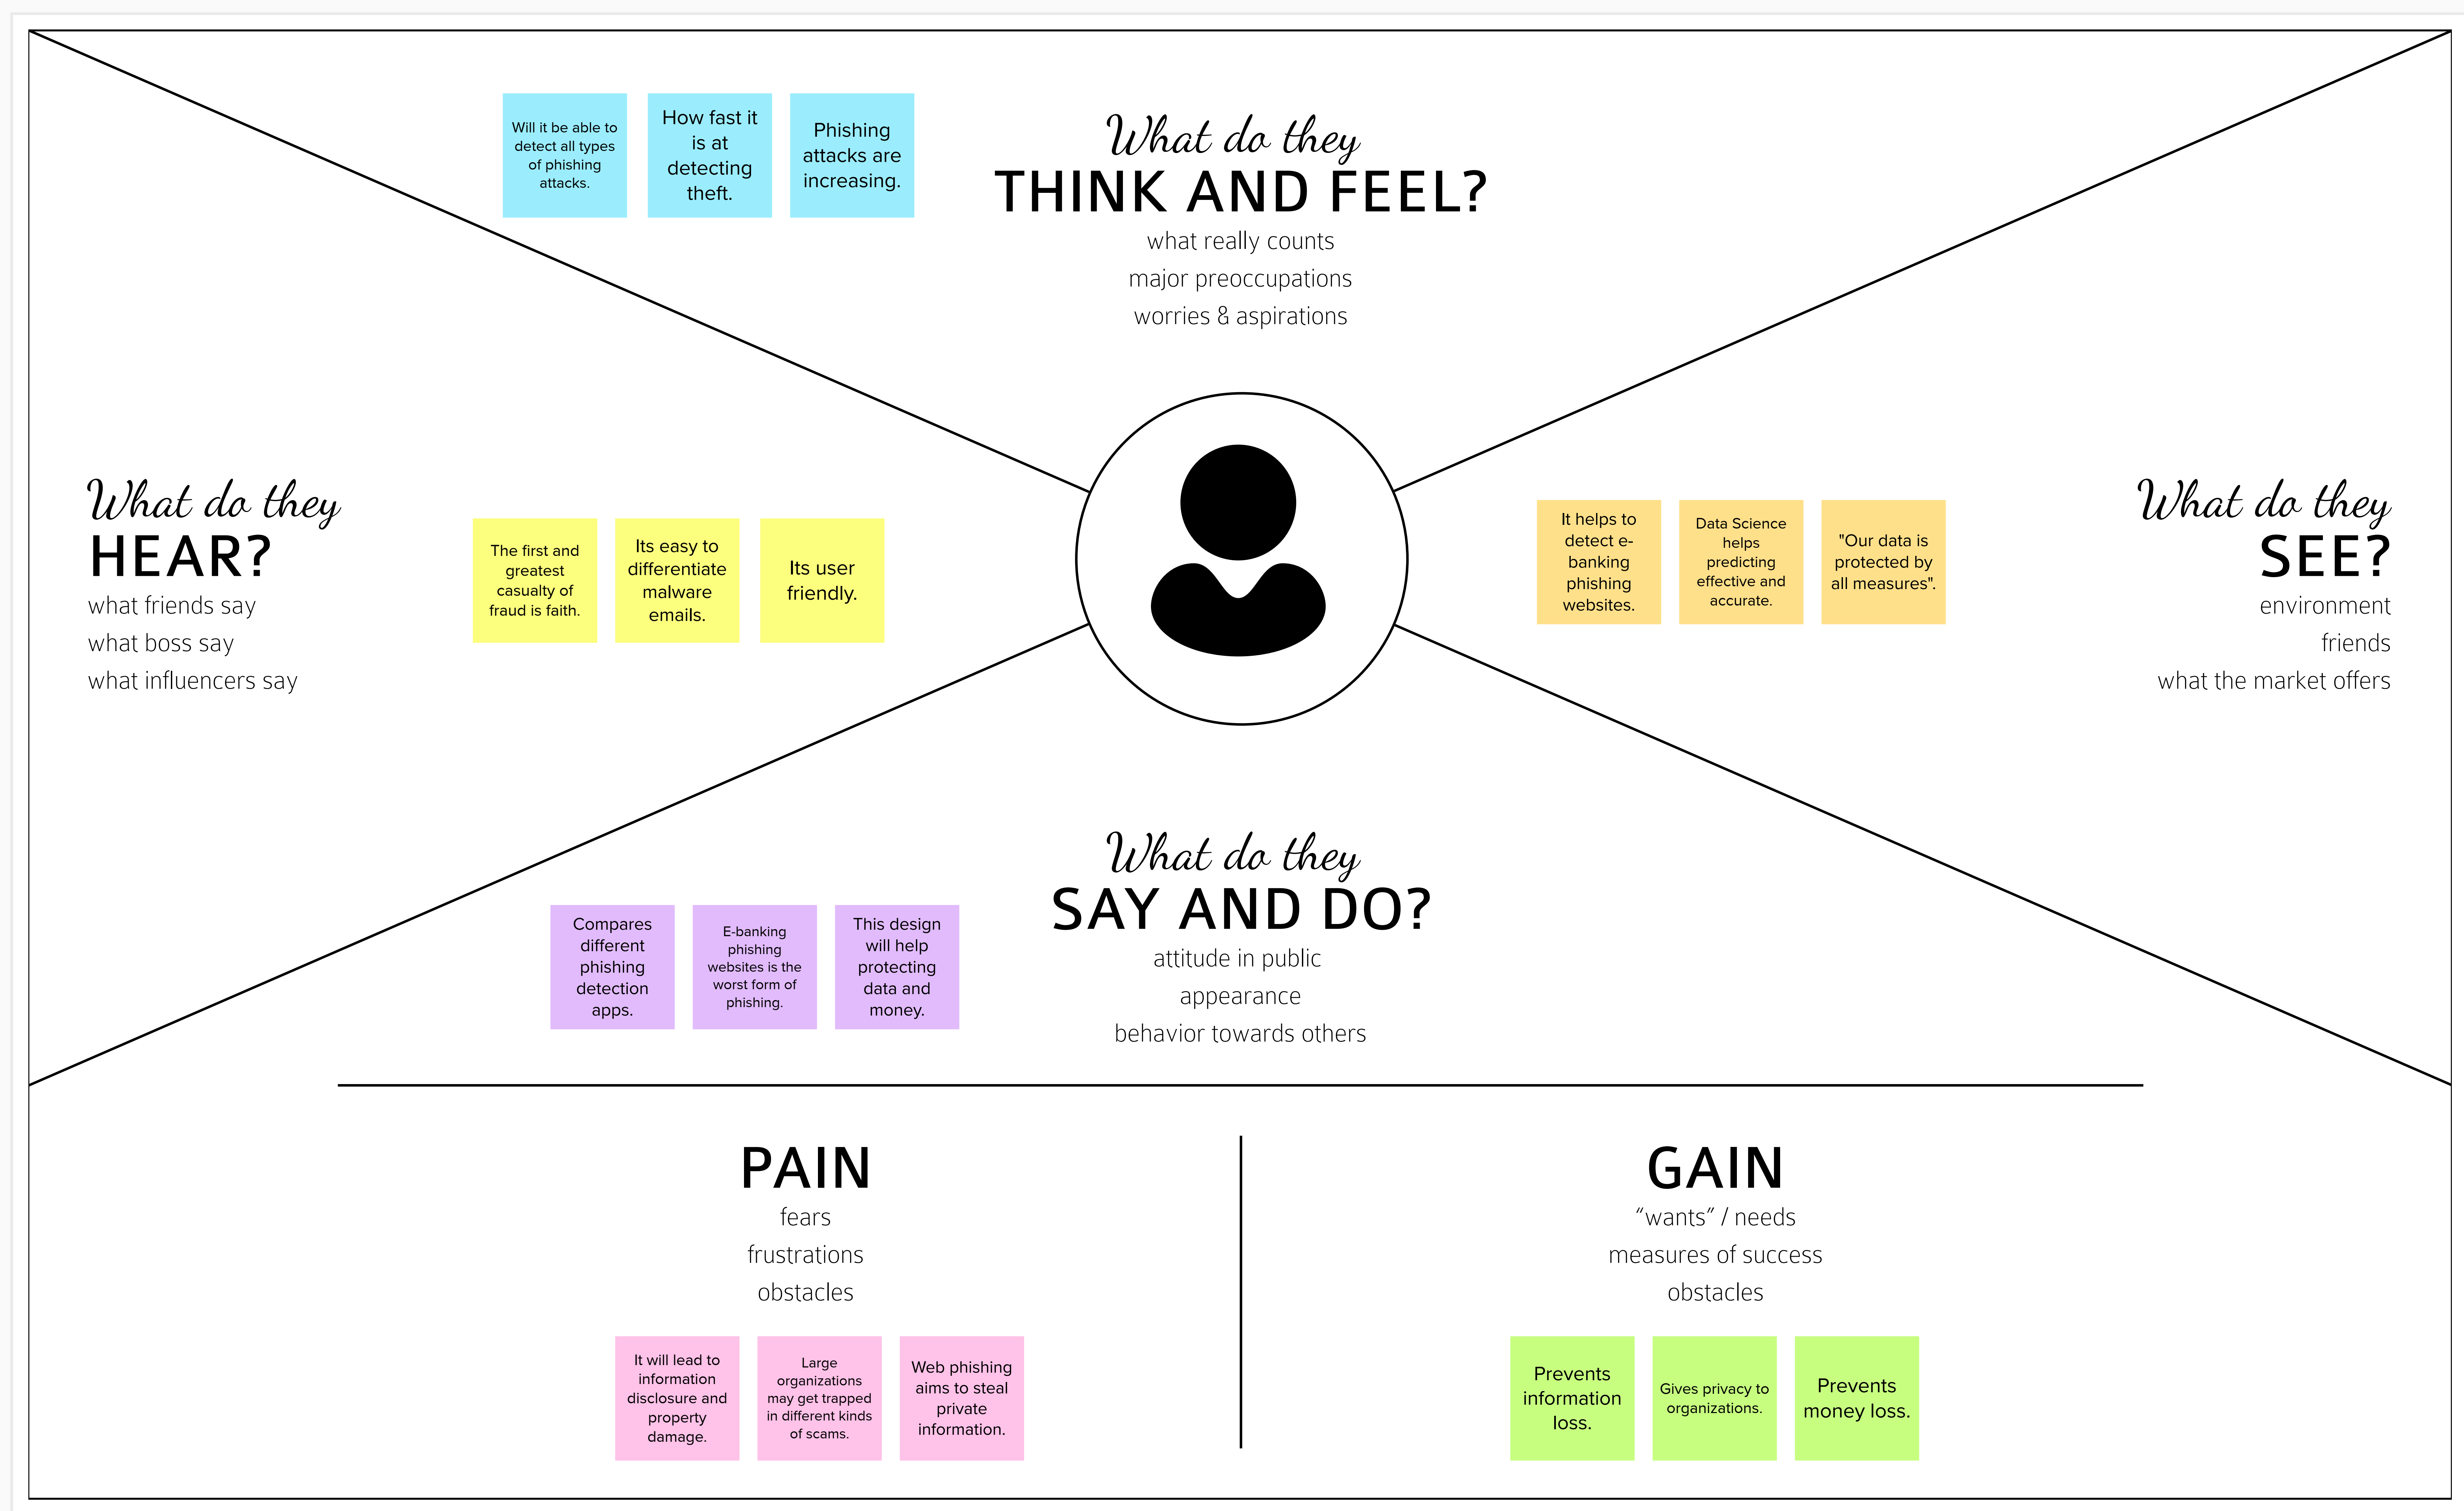 Will it be able to
detect all types
of phishing
attacks.
How fast it
is at
detecting
theft.
Phishing
attacks are
increasing.
What do they
THINK AND FEEL?
what really counts
major preoccupations
worries & aspirations
What do they
HEAR?
what friends say
what boss say
what influencers say
The first and
greatest
casualty of
fraud is faith.
Its easy to
differentiate
malware
emails.
Its user
friendly.
It helps to
detect e-
banking
phishing
websites.
Data Science
helps
predicting
effective and
accurate.
"Our data is
protected by
all measures".
What do they
SEE?
environment
friends
what the market offers
Compares
different
phishing
detection
apps.
E-banking
phishing
websites is the
worst form of
phishing.
This design
will help
protecting
data and
money.
What do they
SAY AND DO?
attitude in public
appearance
behavior towards others
PAIN
fears
frustrations
obstacles
It will lead to
information
disclosure and
property
damage.
Large
organizations
may get trapped
in different kinds
of scams.
Web phishing
aims to steal
private
information.
GAIN
“wants” / needs
measures of success
obstacles
Prevents
information
loss.
Gives privacy to
organizations.
Prevents
money loss.